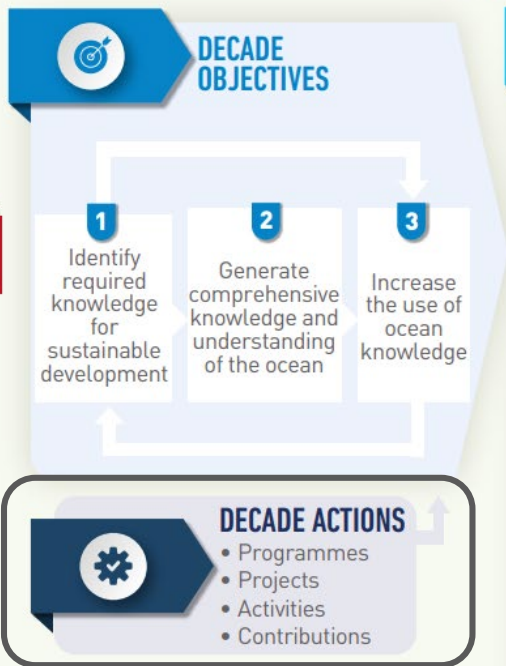 DECADE
OBJECTIVES
1
Identify
required
knowledge
for
sustainable
development
2
Generate
comprehensive
knowledge and
understanding
of the ocean
3
Increase
the use of
ocean
knowledge
DECADE ACTIONS
• Programmes
• Projects
• Activities
• Contributions